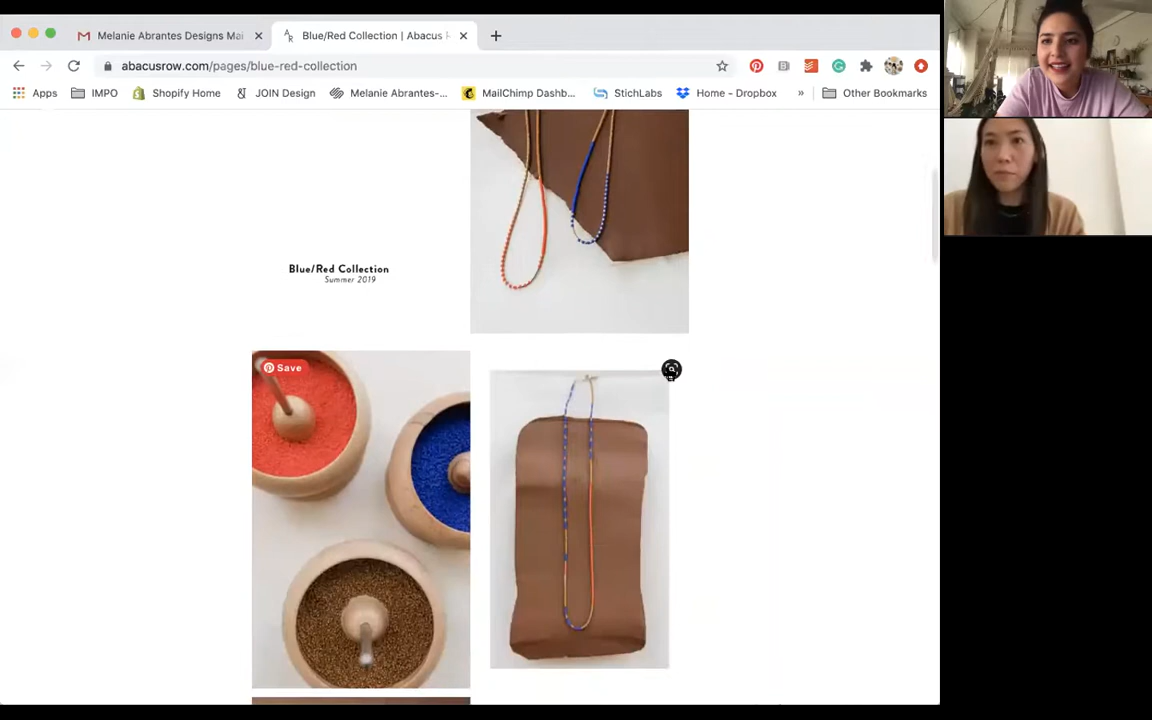 Melanie Abrantes Designs Mai
Blue/Red Collection | Abacus R
abacusrow.com/pages/blue-red-collection
Apps
IMPO
Shopify Home
JOIN Design
Melanie Abrantes-...
MailChimp Dashb...
StichLabs
Home - Dropbox
»
Other Bookmarks
Blue/Red Collection
Summer 2019
Save